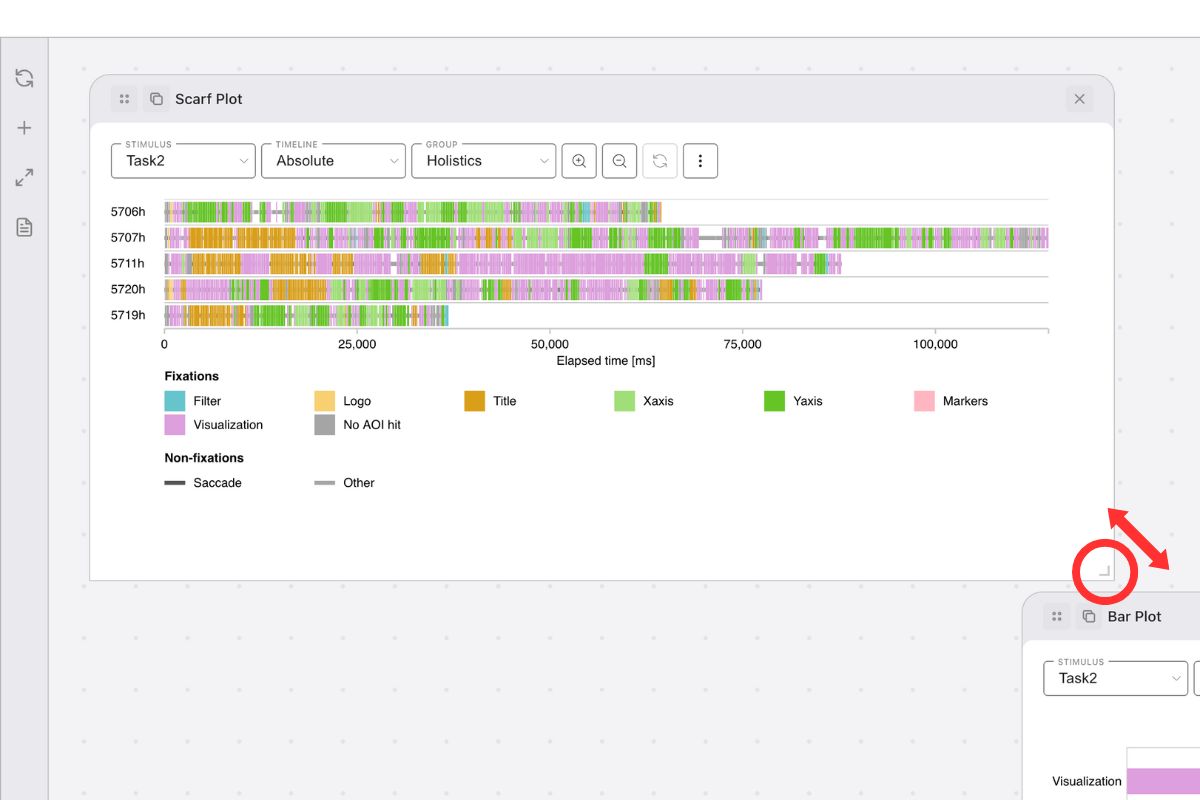 Scarf Plot
STIMULUS TIMELINE GROUP
Task2 Absolute Holistics
5706h
5707h
5711h
5720h
5719h
0 25,000 50,000 75,000 100,000
Elapsed time [ms]
Fixations
Filter Logo Title Xaxis Yaxis Markers
Visualization No AOI hit
Non-fixations
Saccade Other
Bar Plot
STIMULUS
Task2
Visualization